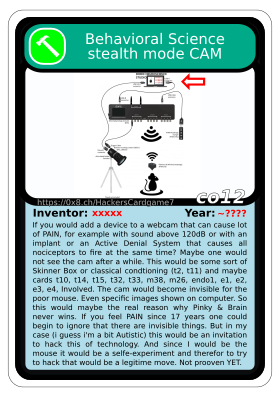 Behavioral Science
stealth mode CAM
co12
https://0x8.ch/HackersCardgame7
Inventor: xxxxx Year: ~????
If you would add a device to a webcam that can cause lot
of PAIN, for example with sound above 120dB or with an
implant or an Active Denial System that causes all
nociceptors to fire at the same time? Maybe one would
not see the cam after a while. This would be some sort of
Skinner Box or classical condtioning (t2, t11) and maybe
cards t10, t14, t15, t32, t33, m38, m26, endo1, e1, e2,
e3, e4, Involved. The cam would become invisible for the
poor mouse. Even specific images shown on computer. So
this would maybe the real reason why Pinky & Brain
never wins. If you feel PAIN since 17 years one could
begin to ignore that there are invisible things. But in my
case (i guess i'm a bit Autistic) this would be an invitation
to hack this of technology. And since I would be the
mouse it would be a selfe-experiment and therefor to try
to hack that would be a legitime move. Not prooven YET.